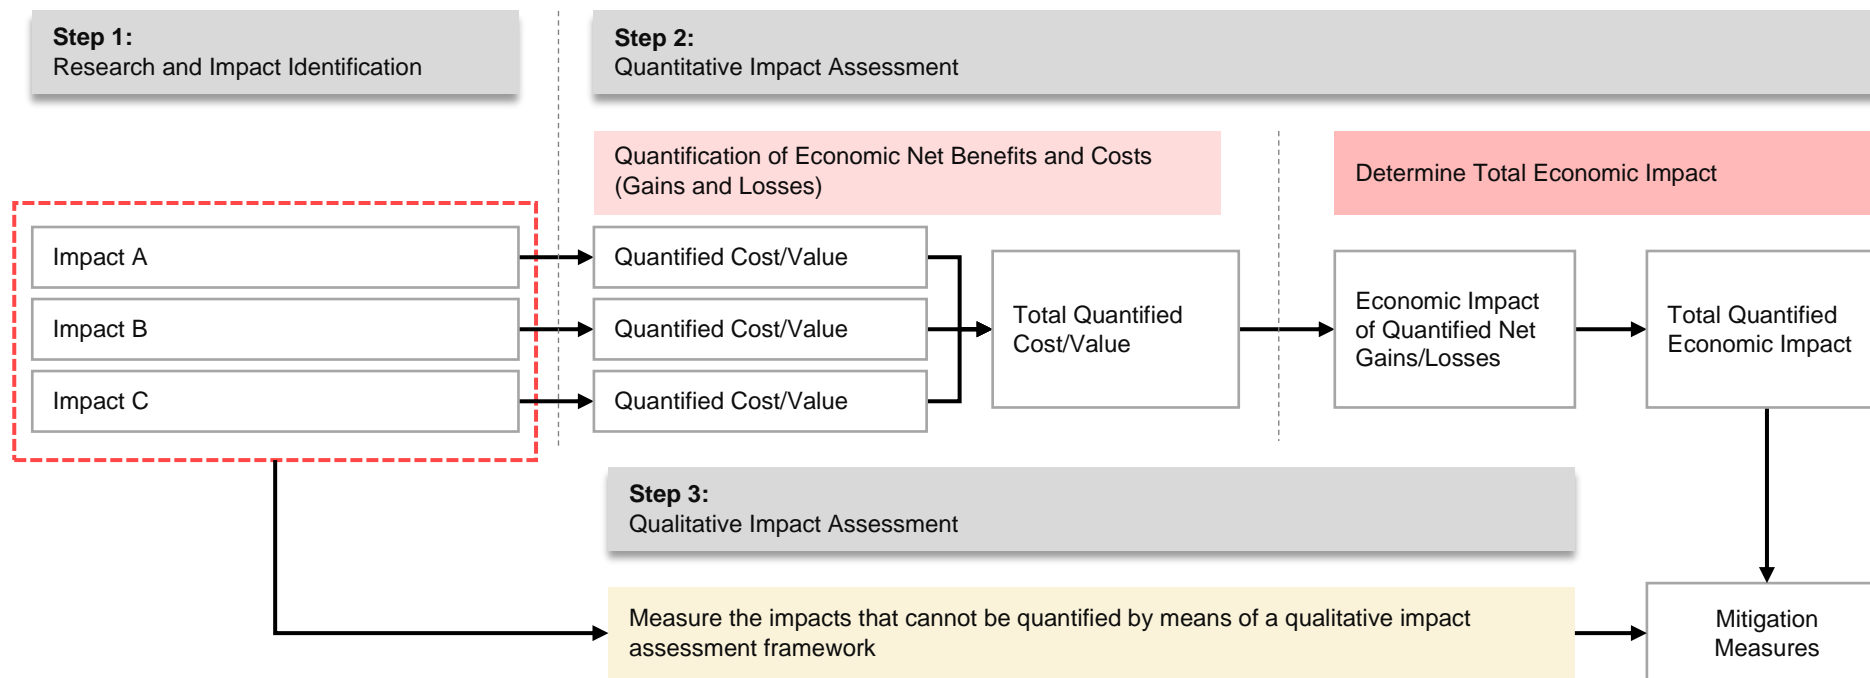 Step 1:
Research and Impact Identification
Step 2:
Quantitative Impact Assessment
Quantification of Economic Net Benefits and Costs
(Gains and Losses)
Determine Total Economic Impact
Impact A
Quantified Cost/Value
Impact B
Quantified Cost/Value
Impact C
Quantified Cost/Value
Total Quantified
Cost/Value
Economic Impact
of Quantified Net
Gains/Losses
Total Quantified
Economic Impact
Step 3:
Qualitative Impact Assessment
Measure the impacts that cannot be quantified by means of a qualitative impact
assessment framework
Mitigation
Measures